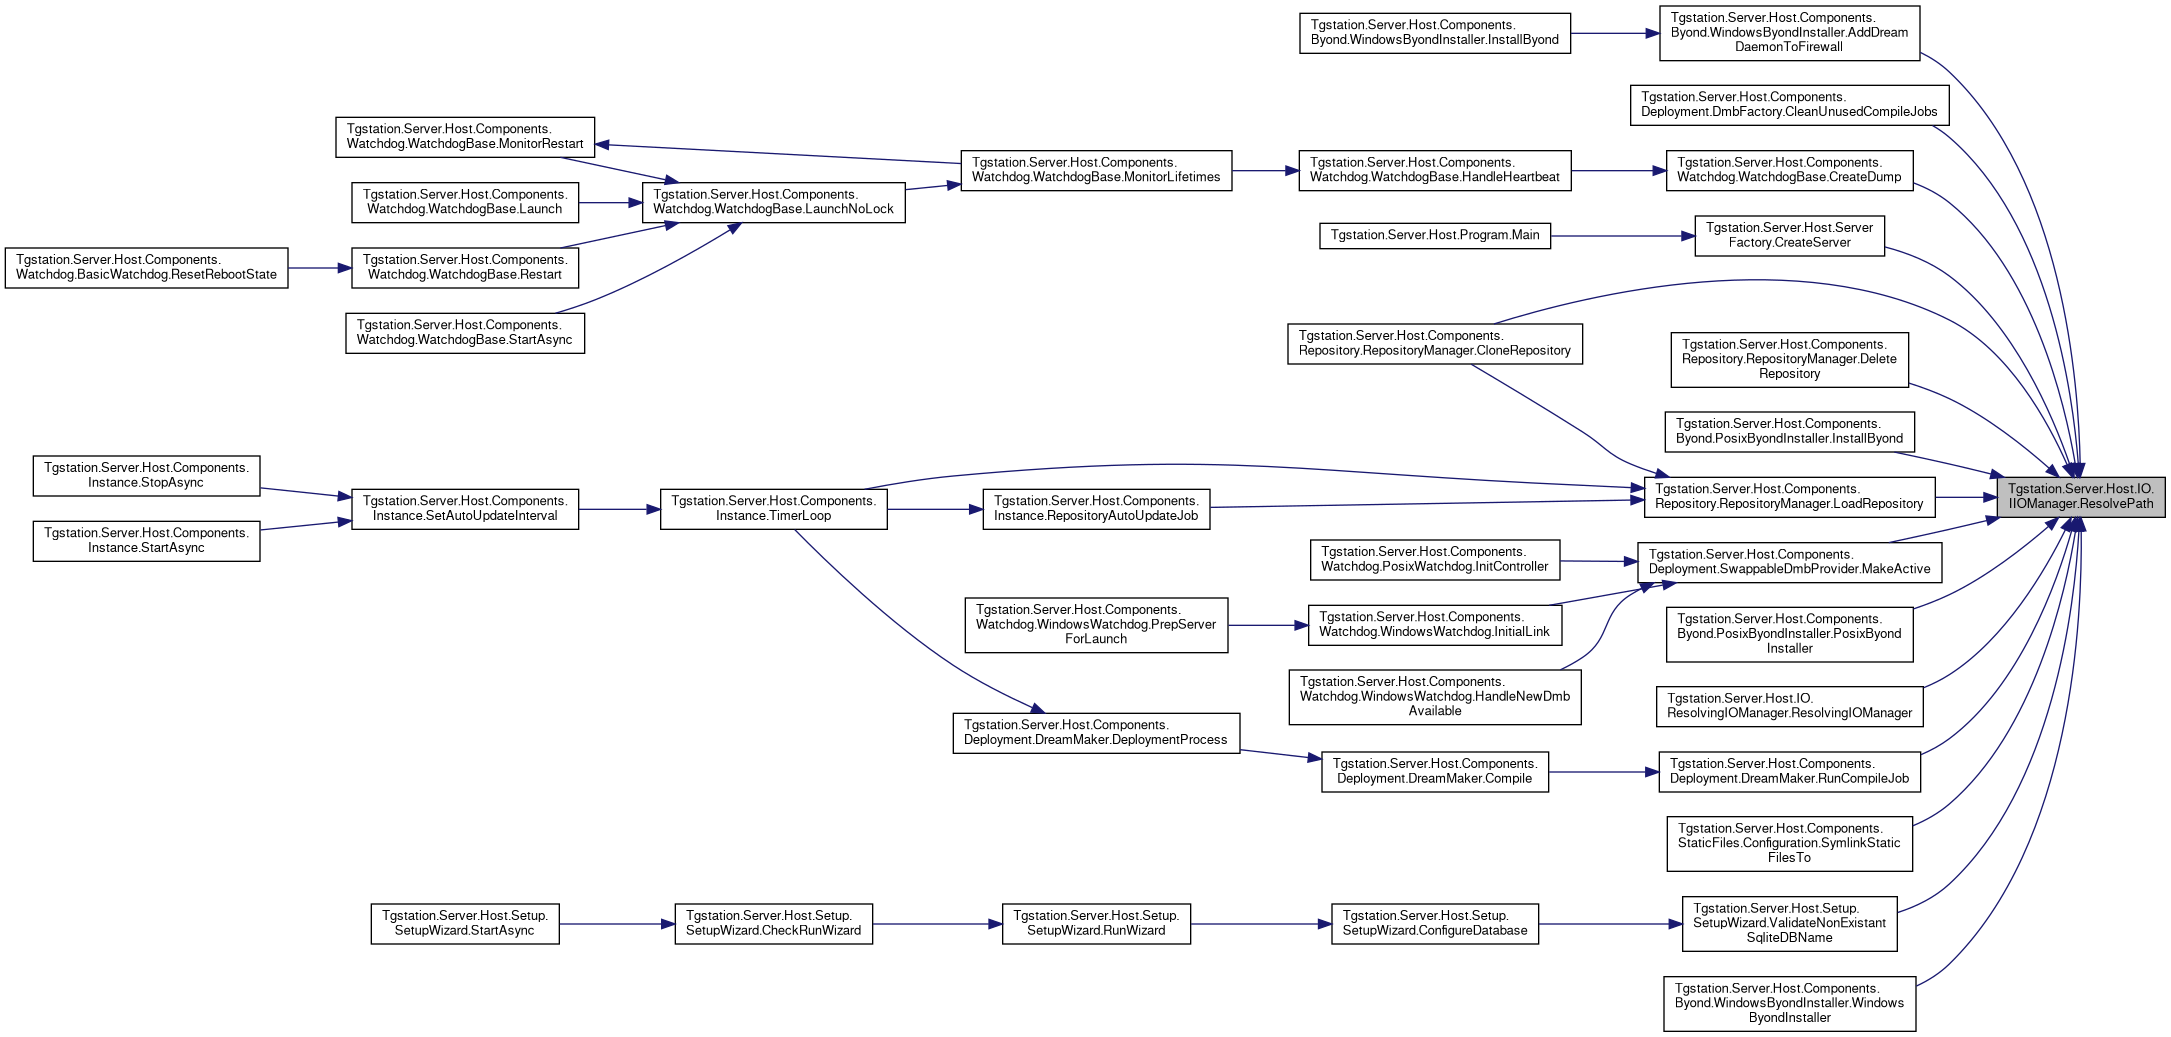 Tgstation.Server.Host.Components.
Byond.WindowsByondInstaller.InstallByond
Tgstation.Server.Host.Components.
Byond.WindowsByondInstaller.AddDream
DaemonToFirewall
Tgstation.Server.Host.Components.
Deployment.DmbFactory.CleanUnusedCompileJobs
Tgstation.Server.Host.Components.
Watchdog.WatchdogBase.MonitorRestart
Tgstation.Server.Host.Components.
Watchdog.WatchdogBase.MonitorLifetimes
Tgstation.Server.Host.Components.
Watchdog.WatchdogBase.HandleHeartbeat
Tgstation.Server.Host.Components.
Watchdog.WatchdogBase.CreateDump
Tgstation.Server.Host.Components.
Watchdog.WatchdogBase.Launch
Tgstation.Server.Host.Components.
Watchdog.WatchdogBase.LaunchNoLock
Tgstation.Server.Host.Program.Main
Tgstation.Server.Host.Server
Factory.CreateServer
Tgstation.Server.Host.Components.
Watchdog.BasicWatchdog.ResetRebootState
Tgstation.Server.Host.Components.
Watchdog.WatchdogBase.Restart
Tgstation.Server.Host.Components.
Watchdog.WatchdogBase.StartAsync
Tgstation.Server.Host.Components.
Repository.RepositoryManager.CloneRepository
Tgstation.Server.Host.Components.
Repository.RepositoryManager.Delete
Repository
Tgstation.Server.Host.Components.
Byond.PosixByondInstaller.InstallByond
Tgstation.Server.Host.Components.
Instance.StopAsync
Tgstation.Server.Host.Components.
Instance.SetAutoUpdateInterval
Tgstation.Server.Host.Components.
Instance.TimerLoop
Tgstation.Server.Host.Components.
Instance.RepositoryAutoUpdateJob
Tgstation.Server.Host.Components.
Repository.RepositoryManager.LoadRepository
Tgstation.Server.Host.IO.
IIOManager.ResolvePath
Tgstation.Server.Host.Components.
Instance.StartAsync
Tgstation.Server.Host.Components.
Watchdog.PosixWatchdog.InitController
Tgstation.Server.Host.Components.
Deployment.SwappableDmbProvider.MakeActive
Tgstation.Server.Host.Components.
Watchdog.WindowsWatchdog.PrepServer
ForLaunch
Tgstation.Server.Host.Components.
Watchdog.WindowsWatchdog.InitialLink
Tgstation.Server.Host.Components.
Byond.PosixByondInstaller.PosixByond
Installer
Tgstation.Server.Host.Components.
Watchdog.WindowsWatchdog.HandleNewDmb
Available
Tgstation.Server.Host.IO.
ResolvingIOManager.ResolvingIOManager
Tgstation.Server.Host.Components.
Deployment.DreamMaker.DeploymentProcess
Tgstation.Server.Host.Components.
Deployment.DreamMaker.Compile
Tgstation.Server.Host.Components.
Deployment.DreamMaker.RunCompileJob
Tgstation.Server.Host.Components.
StaticFiles.Configuration.SymlinkStatic
FilesTo
Tgstation.Server.Host.Setup.
SetupWizard.StartAsync
Tgstation.Server.Host.Setup.
SetupWizard.CheckRunWizard
Tgstation.Server.Host.Setup.
SetupWizard.RunWizard
Tgstation.Server.Host.Setup.
SetupWizard.ConfigureDatabase
Tgstation.Server.Host.Setup.
SetupWizard.ValidateNonExistant
SqliteDBName
Tgstation.Server.Host.Components.
Byond.WindowsByondInstaller.Windows
ByondInstaller